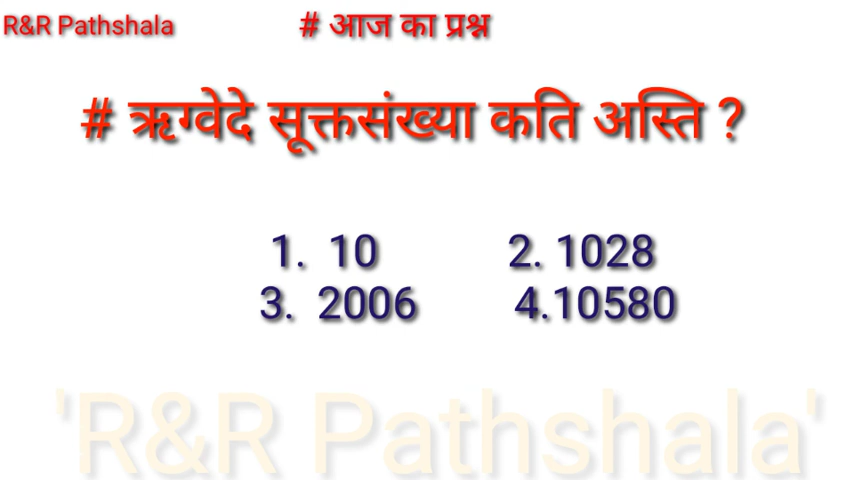 R&R Pathshala # आज का प्रश्न
# ऋग्वेदे सूक्तसंख्या कति अस्ति ?
1. 10 2. 1028
3. 2006 4.10580
'R&R Pathshala'